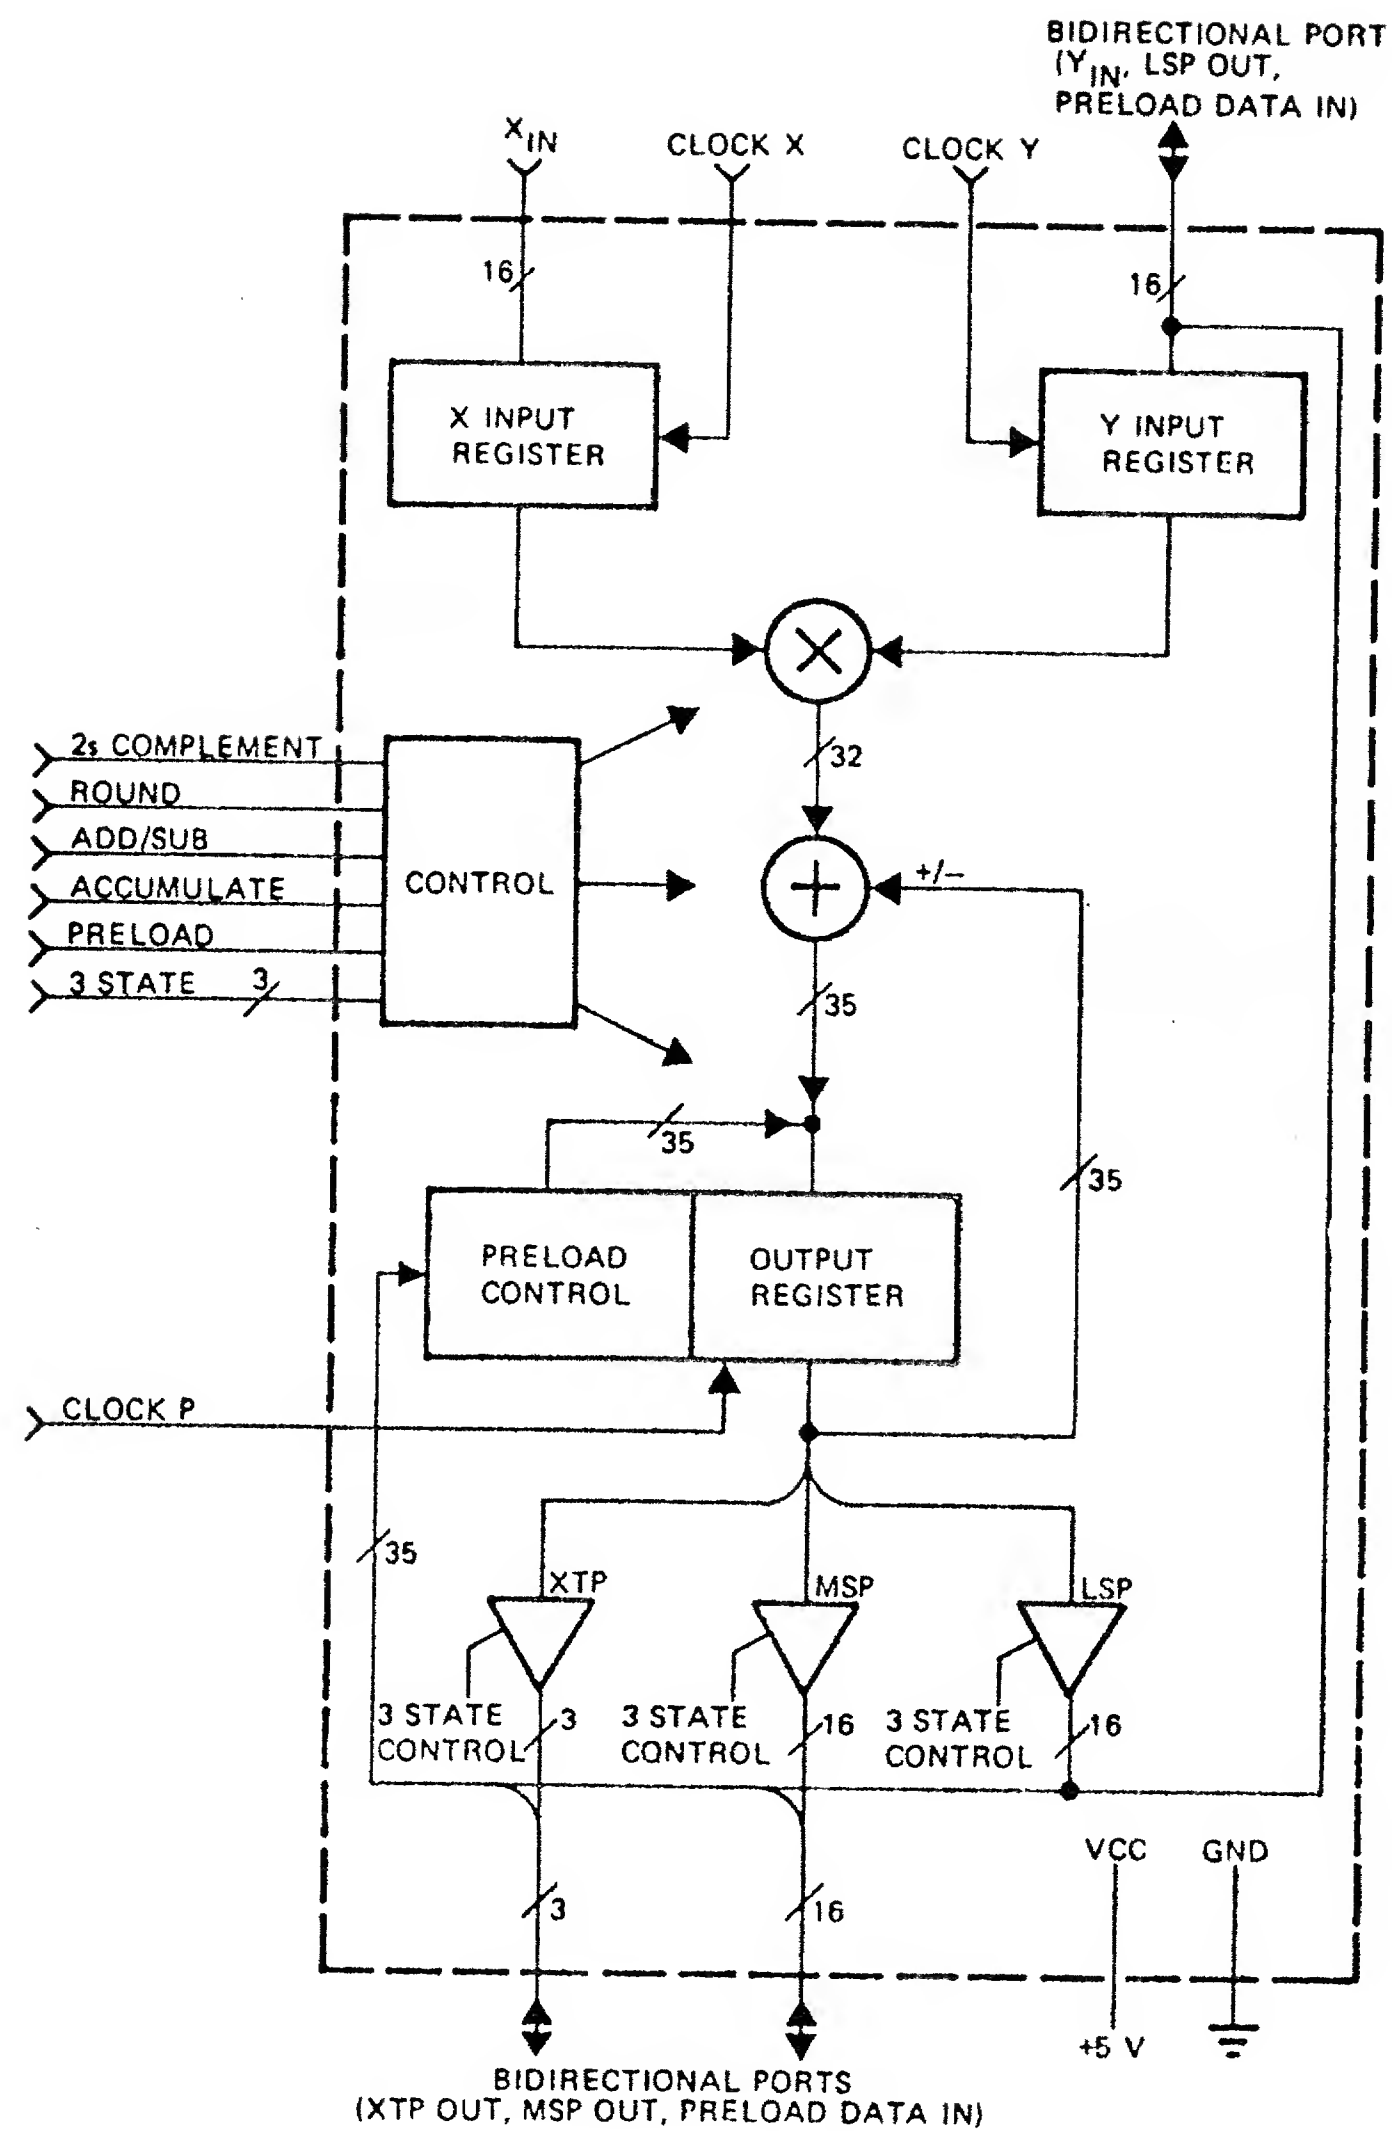 BIDIRECTIONAL PORT
(YIN, LSP OUT,
PRELOAD DATA IN)
XIN
CLOCK X
CLOCK Y
16
16
X INPUT
REGISTER
Y INPUT
REGISTER
2s COMPLEMENT
ROUND
ADD/SUB
ACCUMULATE
PRELOAD
3 STATE
3
CONTROL
32
+/−
35
35
35
PRELOAD
CONTROL
OUTPUT
REGISTER
CLOCK P
35
XTP
MSP
LSP
3 STATE
CONTROL
3
3 STATE
CONTROL
16
3 STATE
CONTROL
16
VCC
GND
3
16
+5 V
BIDIRECTIONAL PORTS
(XTP OUT, MSP OUT, PRELOAD DATA IN)